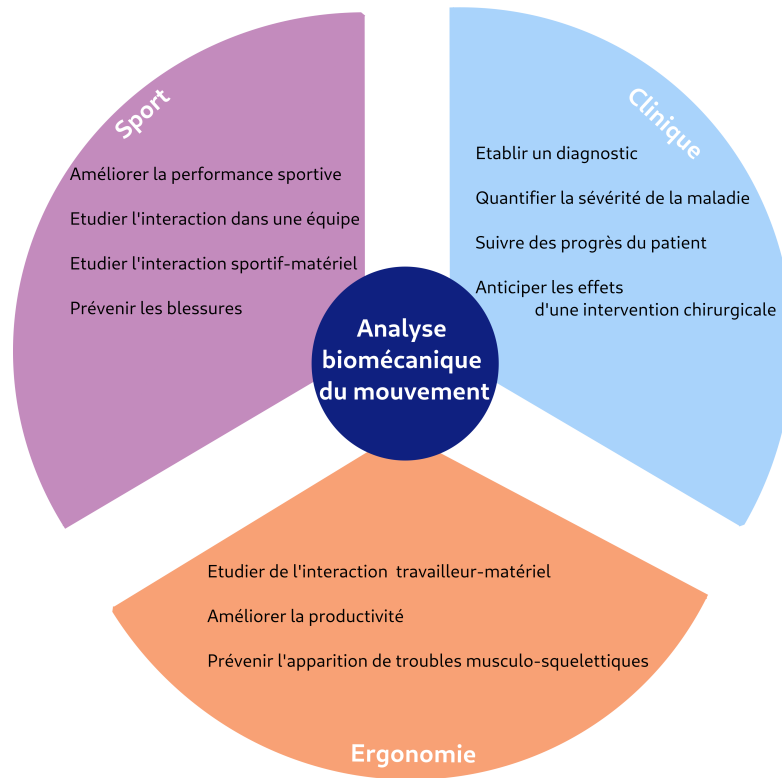 Sport
Améliorer la performance sportive
Etudier l'interaction dans une équipe
Etudier l'interaction sportif-matériel
Prévenir les blessures
Clinique
Etablir un diagnostic
Quantifier la sévérité de la maladie
Suivre des progrès du patient
Anticiper les effets
d'une intervention chirurgicale
Analyse
biomécanique
du mouvement
Etudier de l'interaction travailleur-matériel
Améliorer la productivité
Prévenir l'apparition de troubles musculo-squelettiques
Ergonomie